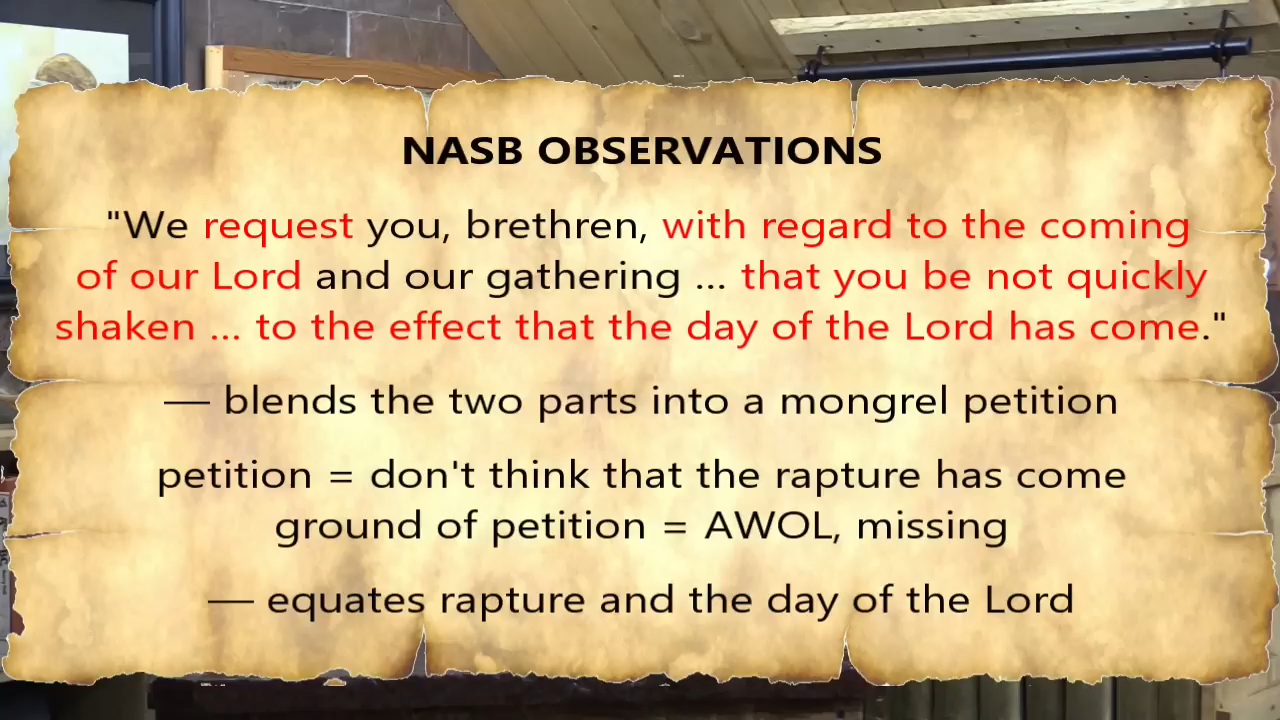 NASB OBSERVATIONS
"We request you, brethren, with regard to the coming
of our Lord and our gathering ... that you be not quickly
shaken ... to the effect that the day of the Lord has come."
— blends the two parts into a mongrel petition
petition = don't think that the rapture has come
ground of petition = AWOL, missing
— equates rapture and the day of the Lord